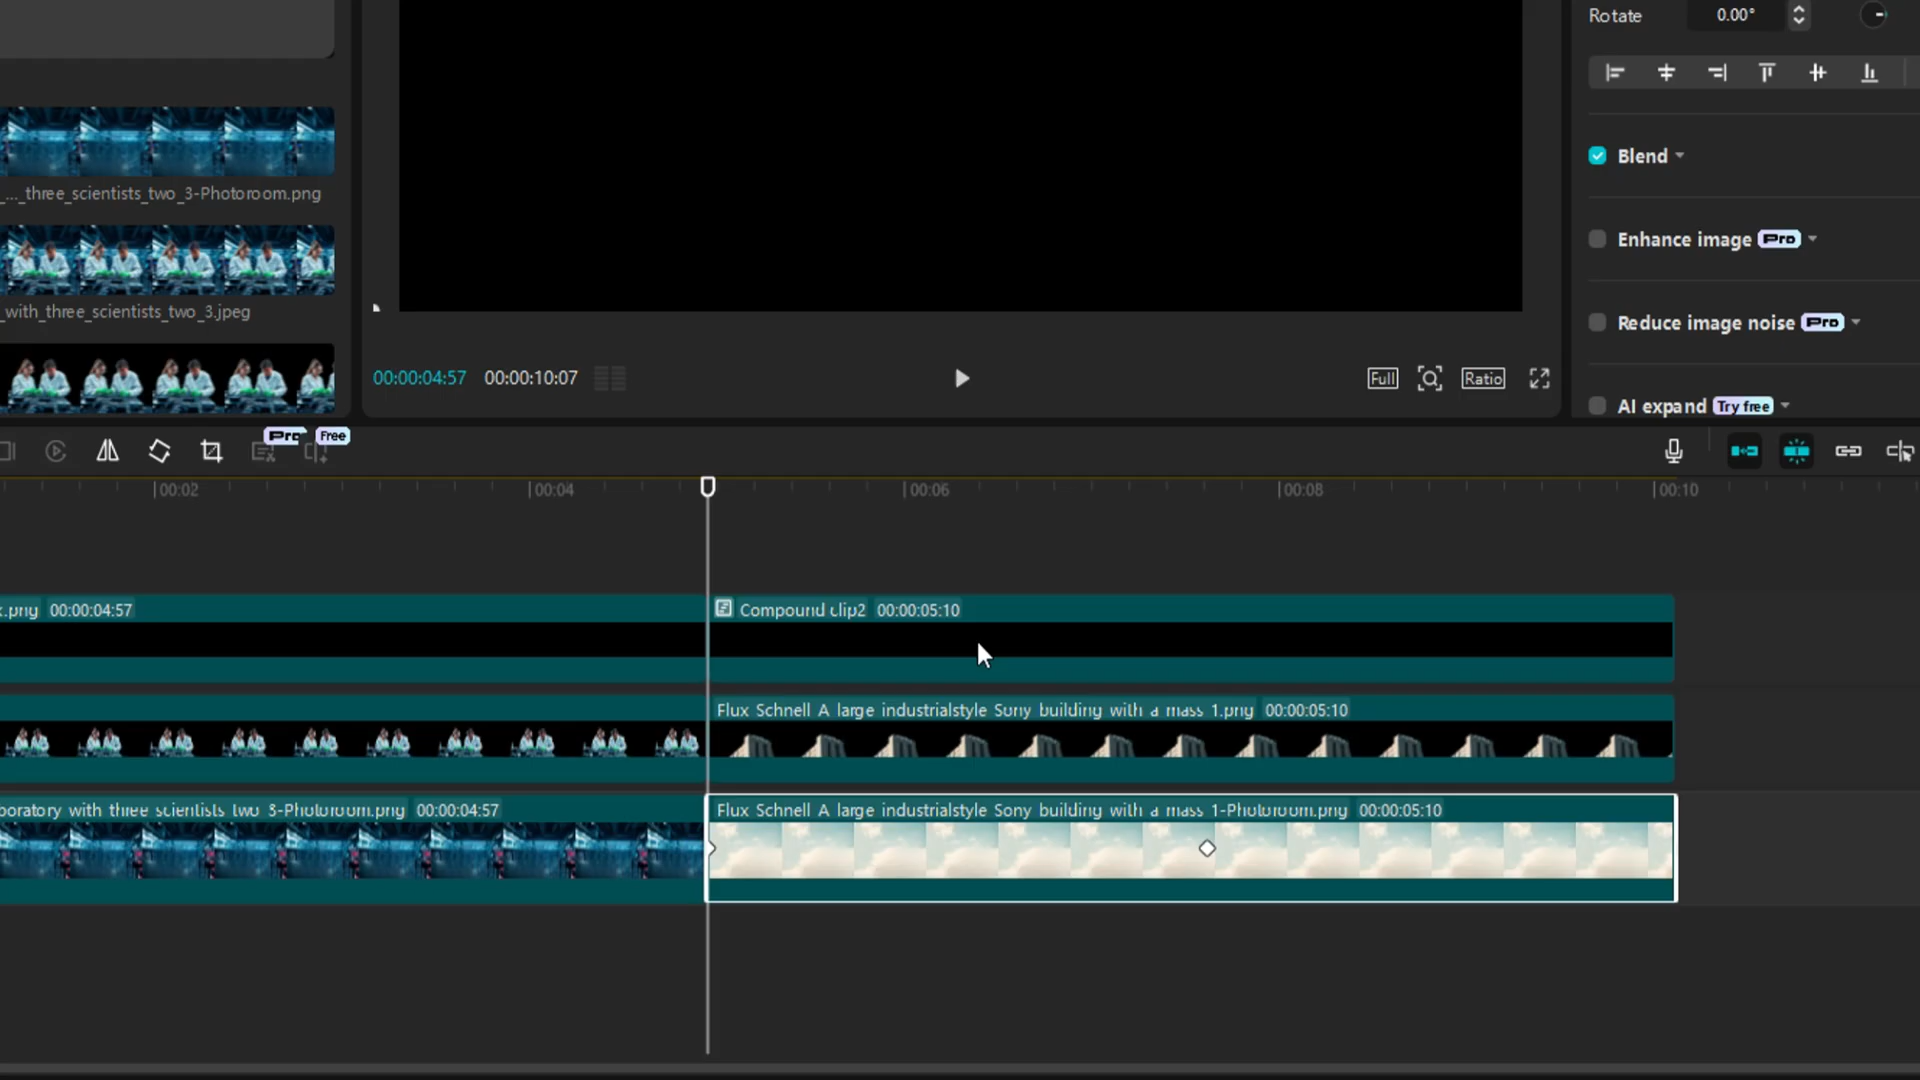 Rotate 0.00°
Blend
_..._three_scientists_two_3-Photoroom.png
Enhance image Pro
_with_three_scientists_two_3.jpeg
Reduce image noise Pro
00:00:04:57 00:00:10:07 Full Ratio
AI expand Try free
Pro Free
00:02 00:04 00:06 00:08 00:10
.png 00:00:04:57 Compound clip2 00:00:05:10
Flux Schnell A large industrialstyle Sony building with a mass 1.png 00:00:05:10
boratory with three scientists two 3-Photoroom.png 00:00:04:57 Flux Schnell A large industrialstyle Sony building with a mass 1-Photoroom.png 00:00:05:10